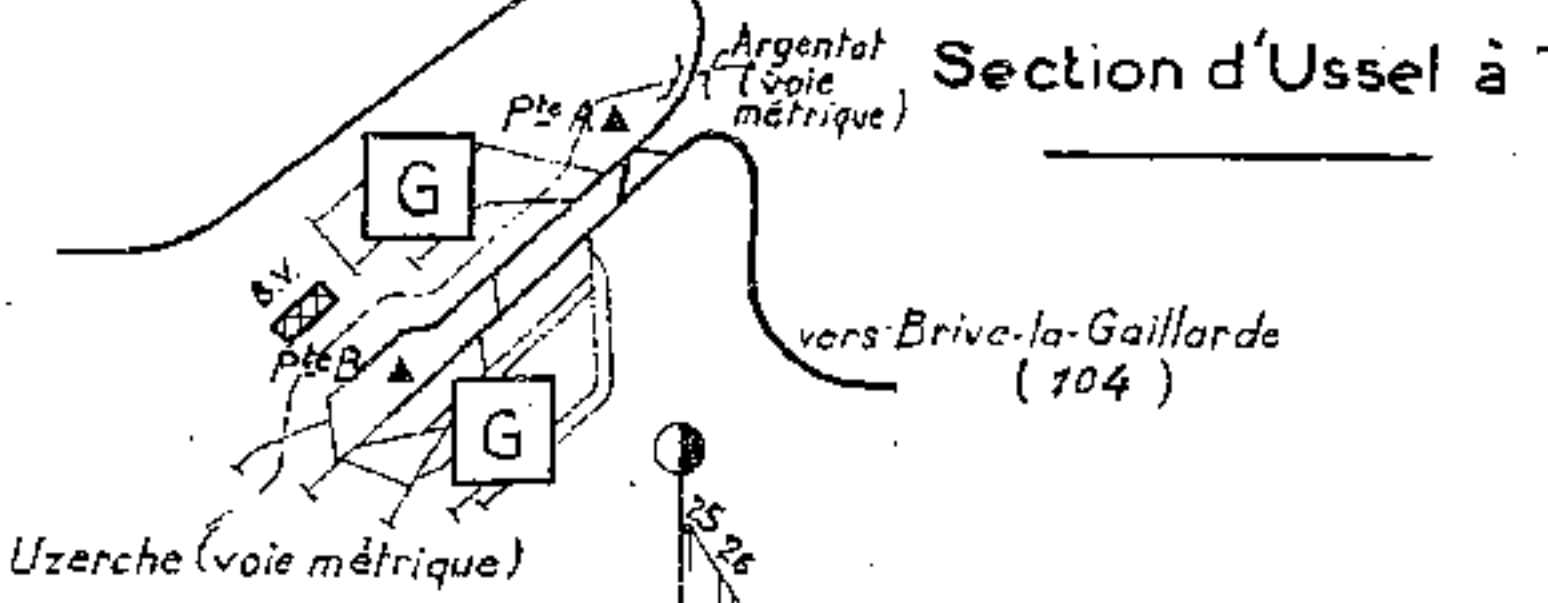 Argentat
(voie
métrique)
Section d'Ussel à
Pte A
G
B.V.
Pte B
G
vers Brive-la-Gaillarde
(104)
25 26
Uzerche (voie métrique)